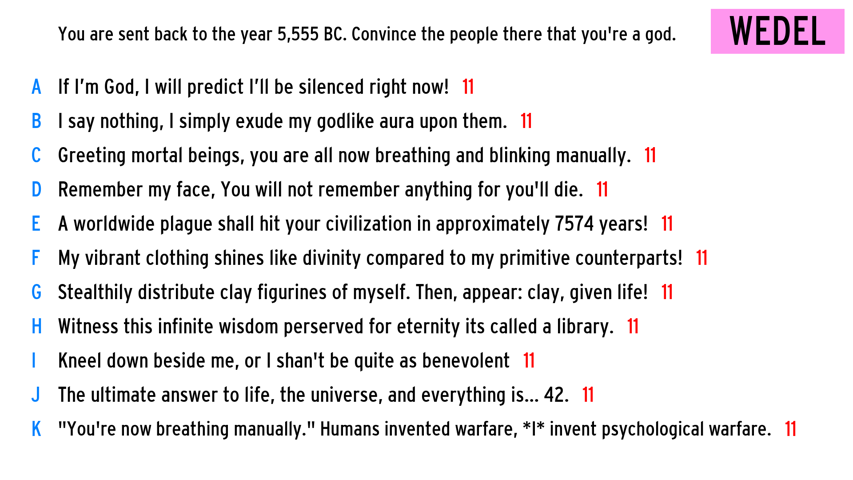 You are sent back to the year 5,555 BC. Convince the people there that you're a god.
WEDEL
A If I'm God, I will predict I'll be silenced right now! 11
B I say nothing, I simply exude my godlike aura upon them. 11
C Greeting mortal beings, you are all now breathing and blinking manually. 11
D Remember my face, You will not remember anything for you'll die. 11
E A worldwide plague shall hit your civilization in approximately 7574 years! 11
F My vibrant clothing shines like divinity compared to my primitive counterparts! 11
G Stealthily distribute clay figurines of myself. Then, appear: clay, given life! 11
H Witness this infinite wisdom perserved for eternity its called a library. 11
I Kneel down beside me, or I shan't be quite as benevolent 11
J The ultimate answer to life, the universe, and everything is... 42. 11
K "You're now breathing manually." Humans invented warfare, *I* invent psychological warfare. 11